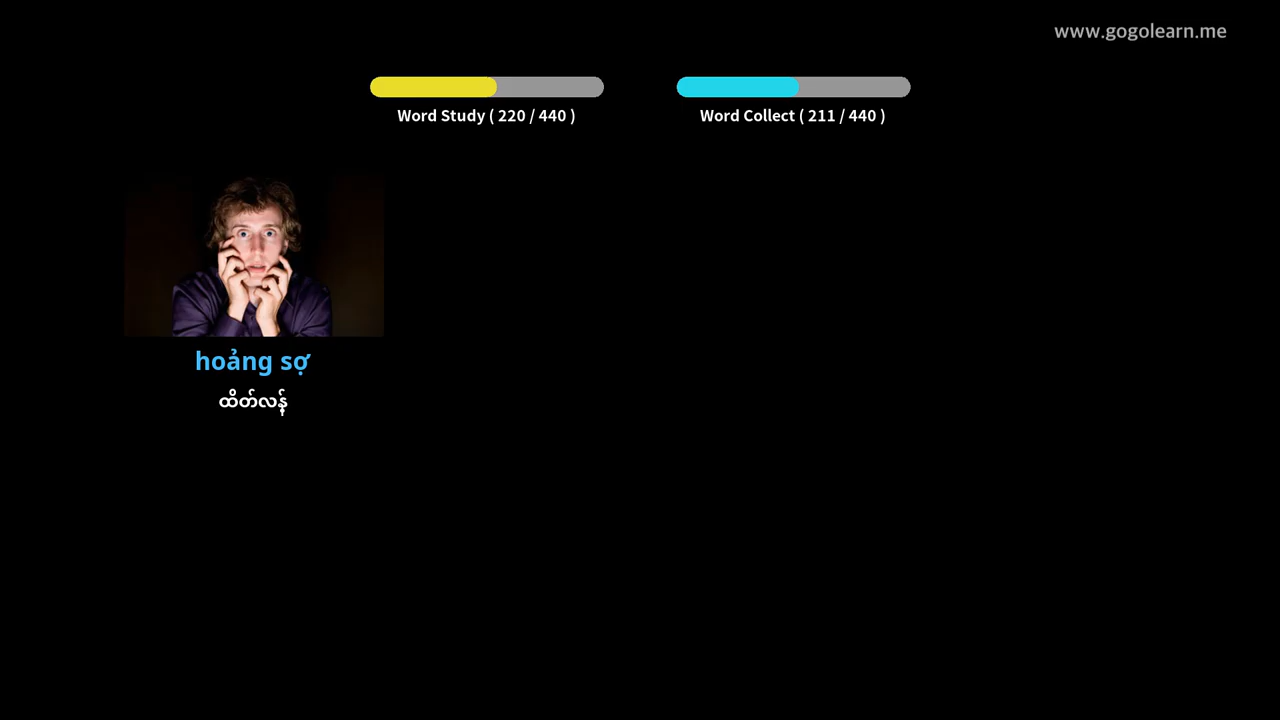 www.gogolearn.me
Word Study ( 220 / 440 )
Word Collect ( 211 / 440 )
hoảng sợ
ထိတ်လန့်